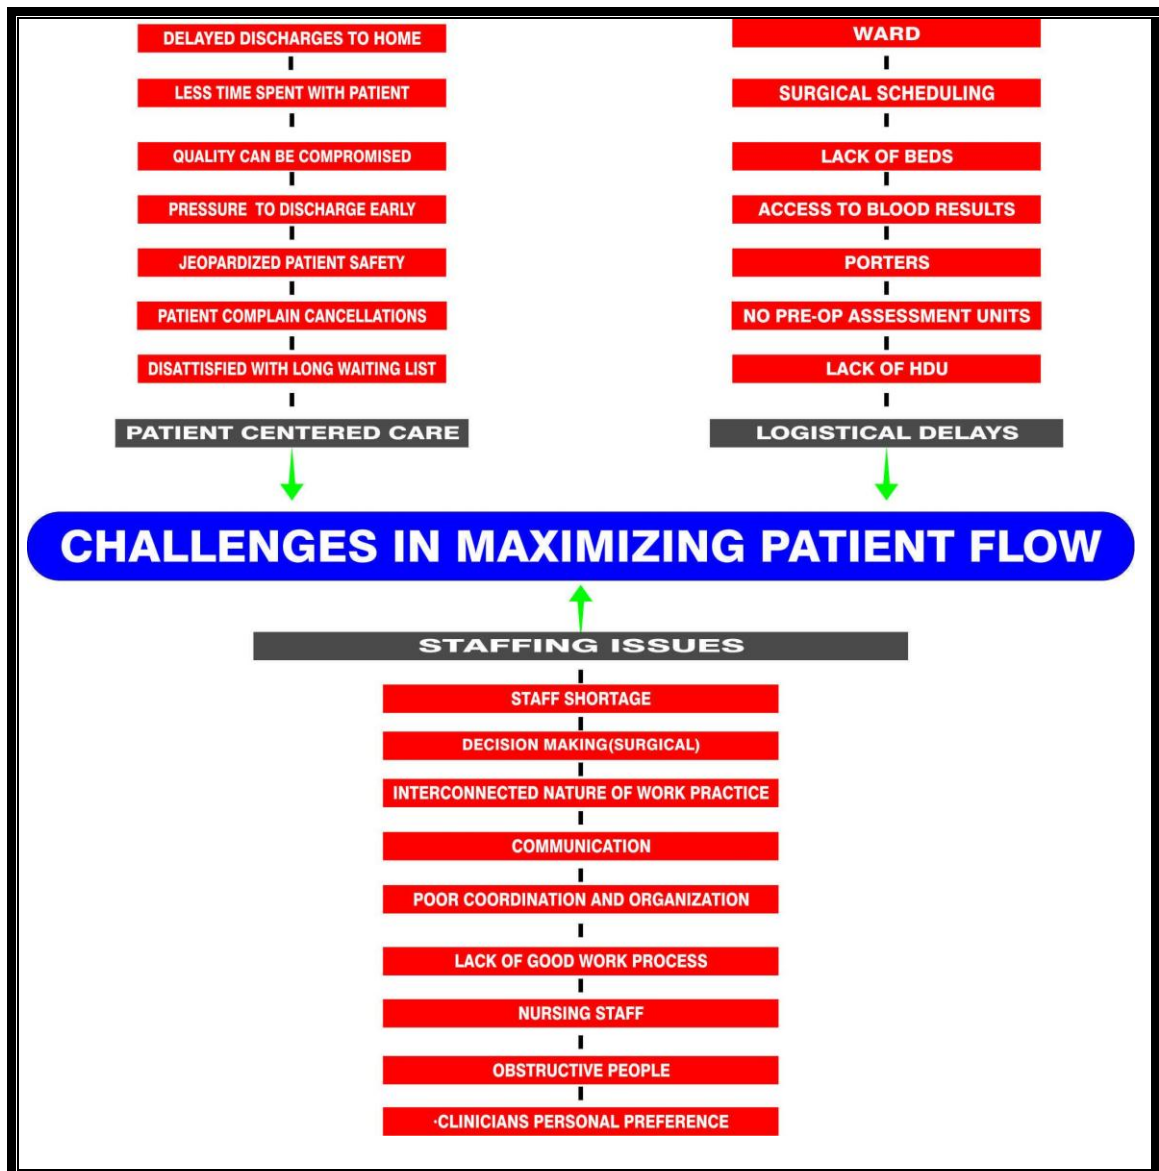 DELAYED DISCHARGES TO HOME
LESS TIME SPENT WITH PATIENT
QUALITY CAN BE COMPROMISED
PRESSURE TO DISCHARGE EARLY
JEOPARDIZED PATIENT SAFETY
PATIENT COMPLAIN CANCELLATIONS
DISATTISFIED WITH LONG WAITING LIST
PATIENT CENTERED CARE
WARD
SURGICAL SCHEDULING
LACK OF BEDS
ACCESS TO BLOOD RESULTS
PORTERS
NO PRE-OP ASSESSMENT UNITS
LACK OF HDU
LOGISTICAL DELAYS
CHALLENGES IN MAXIMIZING PATIENT FLOW
STAFFING ISSUES
STAFF SHORTAGE
DECISION MAKING(SURGICAL)
INTERCONNECTED NATURE OF WORK PRACTICE
COMMUNICATION
POOR COORDINATION AND ORGANIZATION
LACK OF GOOD WORK PROCESS
NURSING STAFF
OBSTRUCTIVE PEOPLE
·CLINICIANS PERSONAL PREFERENCE